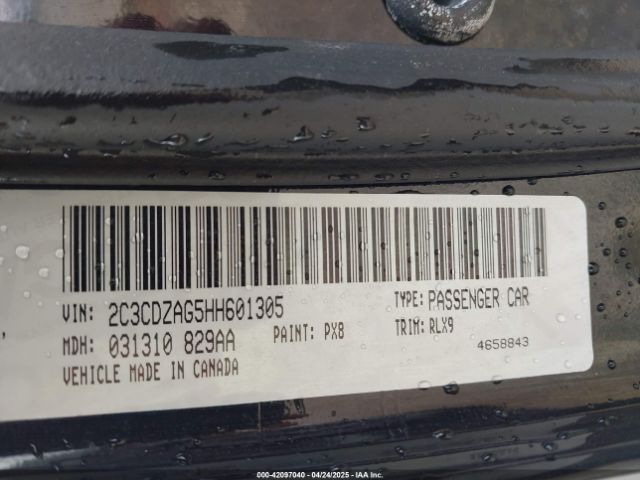 VIN: 2C3CDZAG5HH601305 TYPE: PASSENGER CAR
MDH: 031310 829AA PAINT: PX8 TRIM: RLX9
VEHICLE MADE IN CANADA 4658843
000-42097040 - 04/24/2025 - IAA Inc.